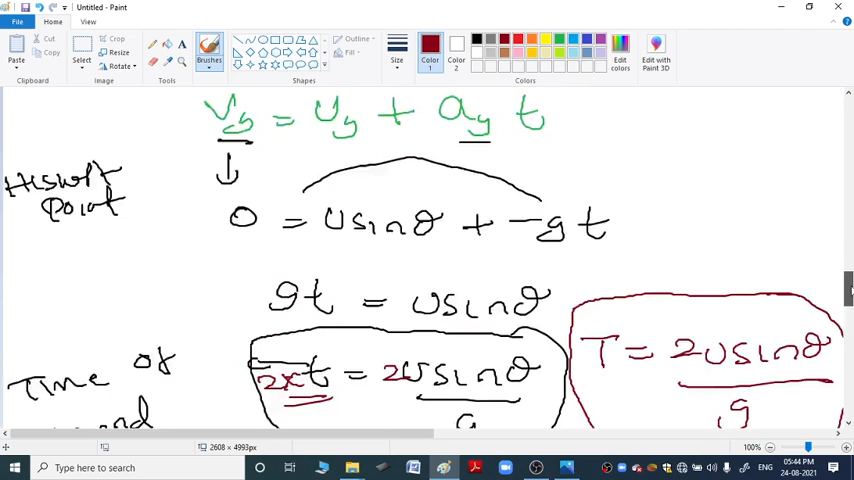 Untitled - Paint
File Home View
Paste
Cut
Copy
Clipboard
Select
Crop
Resize
Rotate
Image
A
Tools
Brushes
Shapes
Outline
Fill
Size
Color 1
Color 2
Edit colors
Edit with Paint 3D
Colors
Vy = uy + ay t
Point
0 = usinθ + -g t
gt = usinθ
Time of
2x t = 2usinθ
g
T = 2usinθ
g
2608 × 4993px
100%
Type here to search
ENG
05:44 PM
24-08-2021